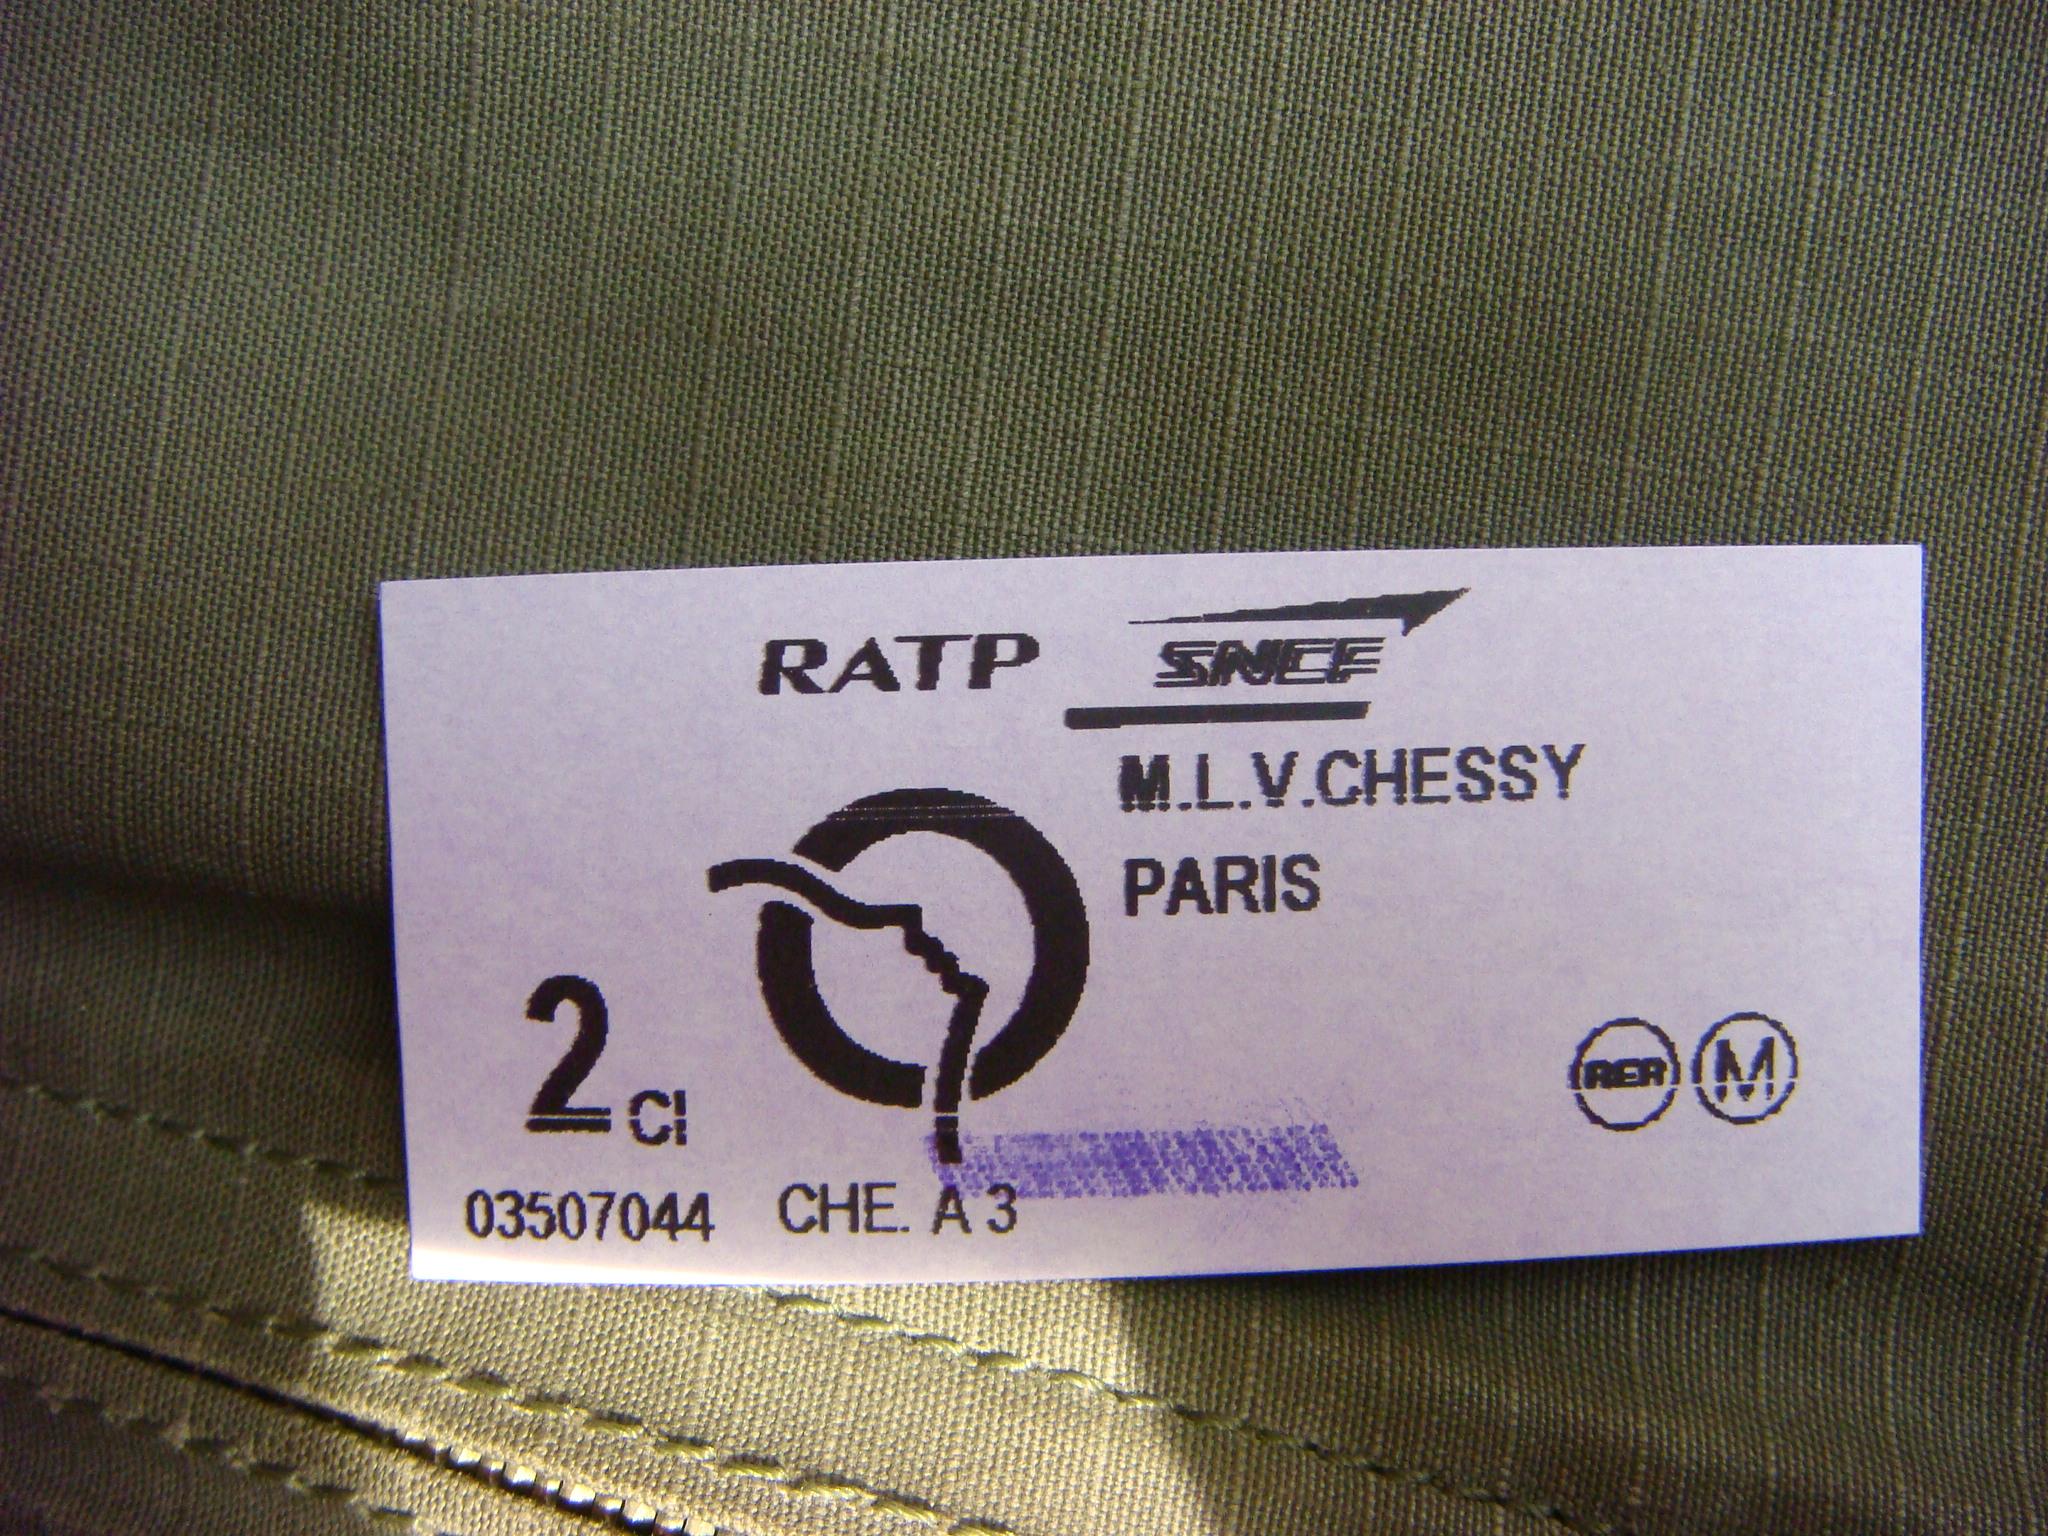 RATP SNCF
M.L.V.CHESSY
PARIS
2 Cl
RER M
03507044 CHE. A 3